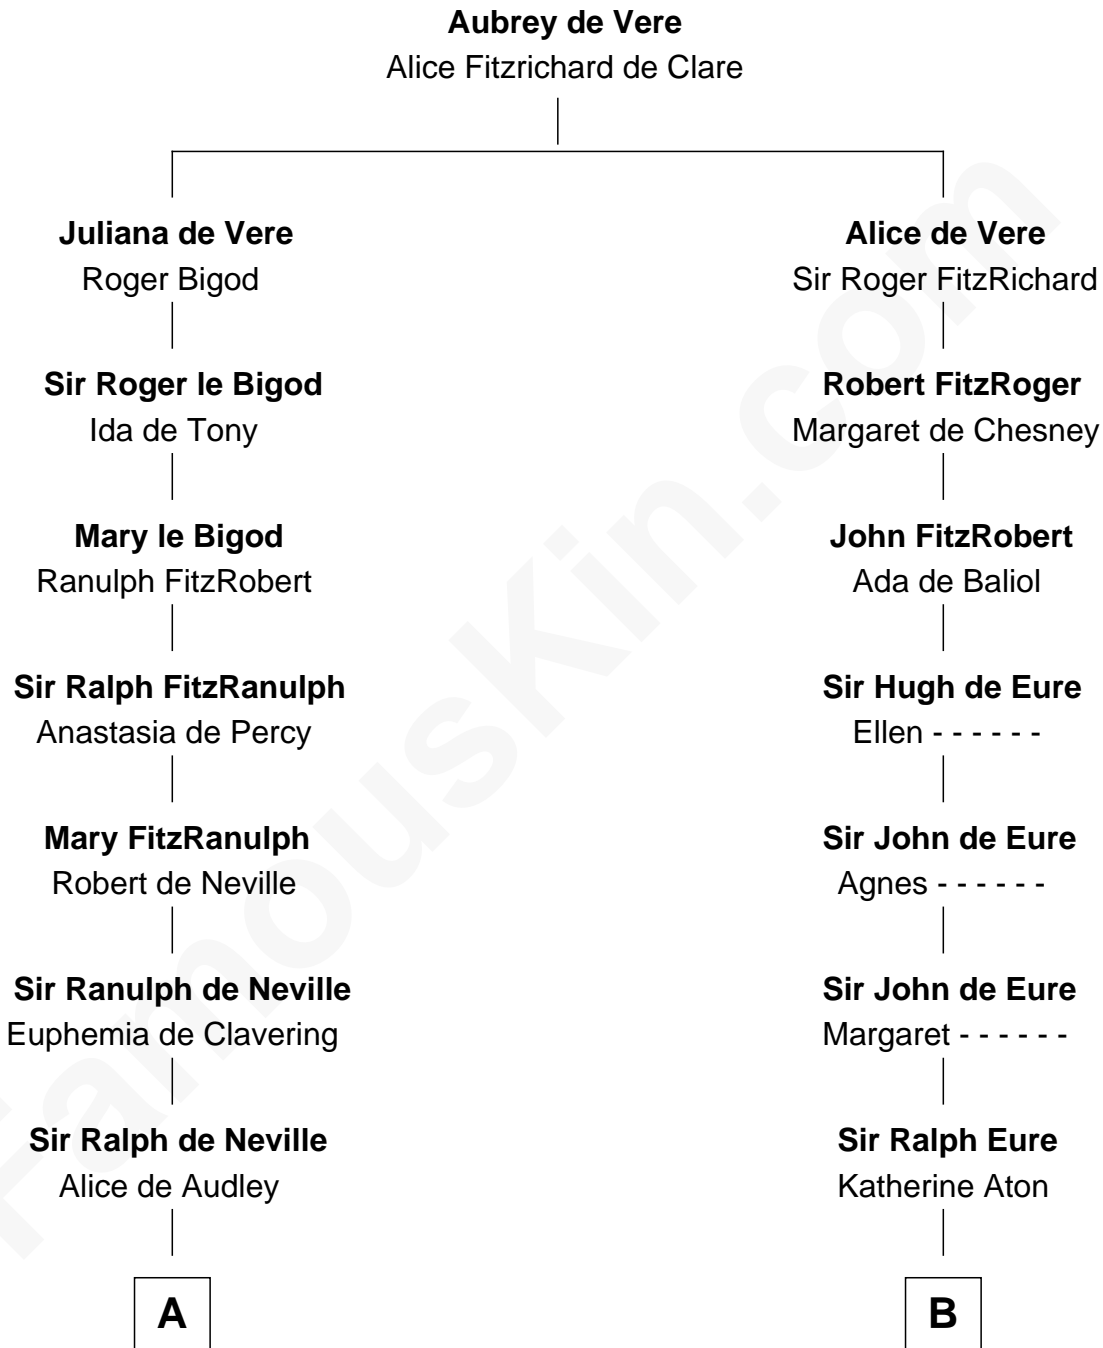 Aubrey de Vere
Alice Fitzrichard de Clare
Juliana de Vere
Roger Bigod
Alice de Vere
Sir Roger FitzRichard
Sir Roger le Bigod
Ida de Tony
Robert FitzRoger
Margaret de Chesney
Mary le Bigod
Ranulph FitzRobert
John FitzRobert
Ada de Baliol
Sir Ralph FitzRanulph
Anastasia de Percy
Sir Hugh de Eure
Ellen - - - - - -
Mary FitzRanulph
Robert de Neville
Sir John de Eure
Agnes - - - - - -
Sir Ranulph de Neville
Euphemia de Clavering
Sir John de Eure
Margaret - - - - - -
Sir Ralph de Neville
Alice de Audley
Sir Ralph Eure
Katherine Aton
A
B
FamousKin.com